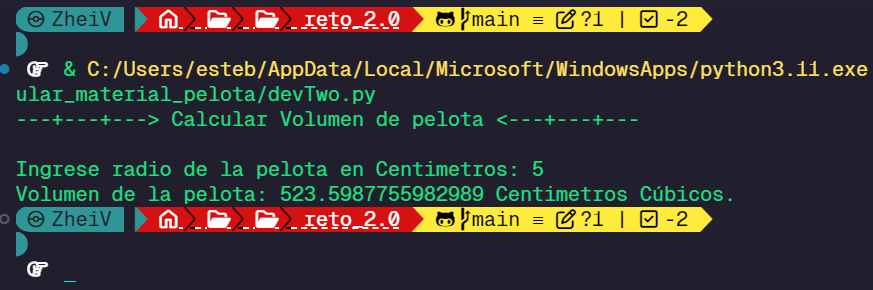 ZheiV reto_2.0 main ≡ ?1 | -2
& C:/Users/esteb/AppData/Local/Microsoft/WindowsApps/python3.11.exe
ular_material_pelota/devTwo.py
---+---+---> Calcular Volumen de pelota <---+---+---
Ingrese radio de la pelota en Centimetros: 5
Volumen de la pelota: 523.5987755982989 Centimetros Cúbicos.
ZheiV reto_2.0 main ≡ ?1 | -2
_